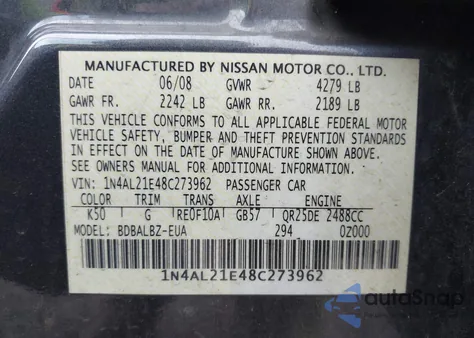 MANUFACTURED BY NISSAN MOTOR CO., LTD.
DATE 06/08 GVWR 4279 LB
GAWR FR. 2242 LB GAWR RR. 2189 LB
THIS VEHICLE CONFORMS TO ALL APPLICABLE FEDERAL MOTOR
VEHICLE SAFETY, BUMPER AND THEFT PREVENTION STANDARDS
IN EFFECT ON THE DATE OF MANUFACTURE SHOWN ABOVE.
SEE OWNERS MANUAL FOR ADDITIONAL INFORMATION.
VIN: 1N4AL21E48C273962 PASSENGER CAR
COLOR TRIM TRANS AXLE ENGINE
K50 G RE0F10A GB57 QR25DE 2488CC
MODEL: BDBALBZ-EUA 294 0Z000
1N4AL21E48C273962
autoSnap